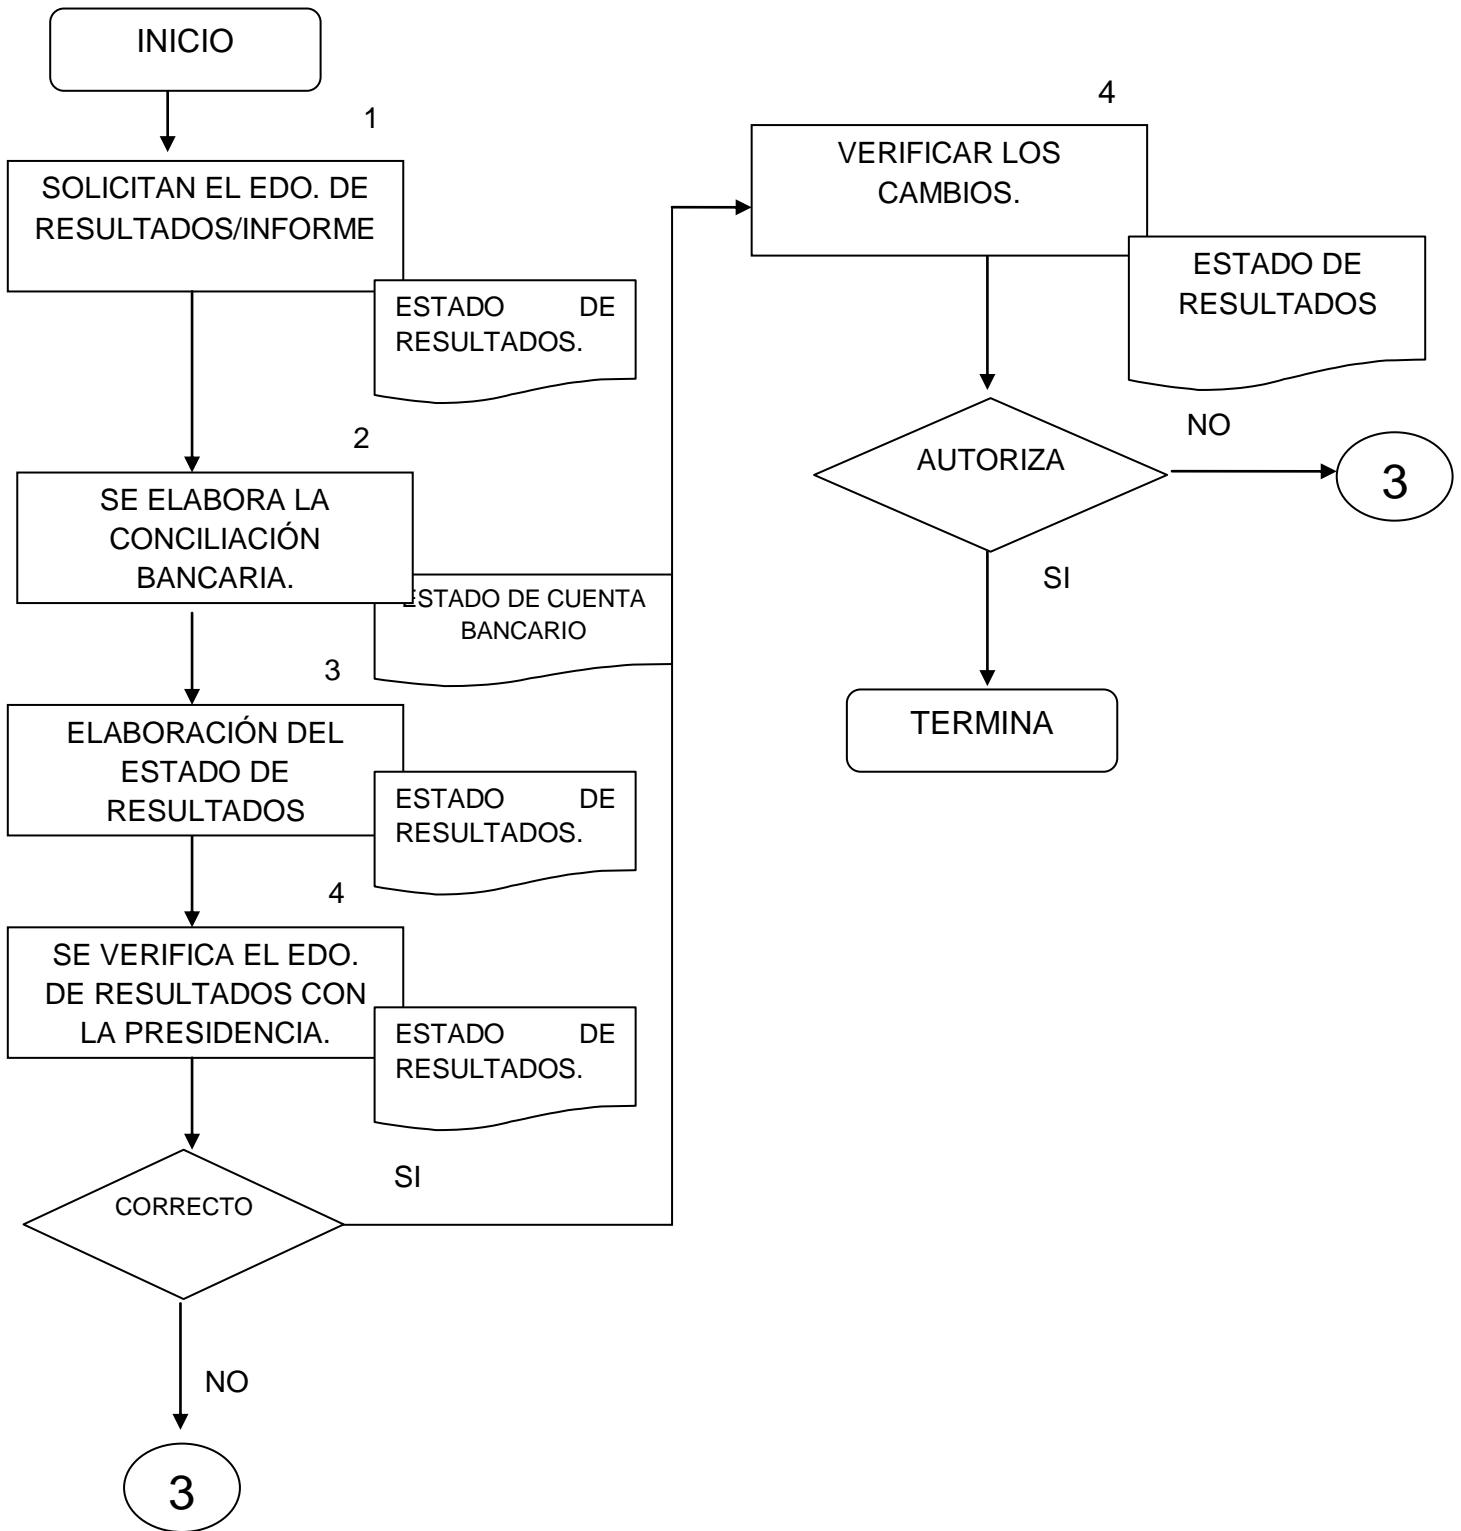 INICIO
1
SOLICITAN EL EDO. DE
RESULTADOS/INFORME
ESTADO DE
RESULTADOS.
2
SE ELABORA LA
CONCILIACIÓN
BANCARIA.
ESTADO DE CUENTA
BANCARIO
3
ELABORACIÓN DEL
ESTADO DE
RESULTADOS
ESTADO DE
RESULTADOS.
4
SE VERIFICA EL EDO.
DE RESULTADOS CON
LA PRESIDENCIA.
ESTADO DE
RESULTADOS.
CORRECTO
SI
NO
3
4
VERIFICAR LOS
CAMBIOS.
ESTADO DE
RESULTADOS
AUTORIZA
NO
3
SI
TERMINA